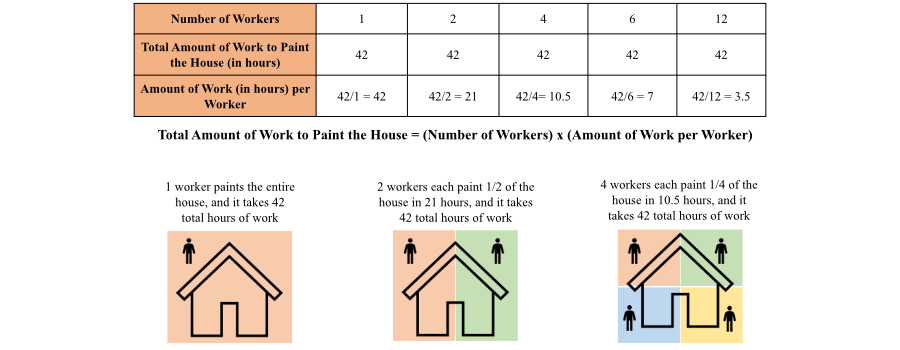 Number of Workers 1 2 4 6 12
Total Amount of Work to Paint
the House (in hours) 42 42 42 42 42
Amount of Work (in hours) per
Worker 42/1 = 42 42/2 = 21 42/4= 10.5 42/6 = 7 42/12 = 3.5
Total Amount of Work to Paint the House = (Number of Workers) x (Amount of Work per Worker)
1 worker paints the entire
house, and it takes 42
total hours of work
2 workers each paint 1/2 of the
house in 21 hours, and it takes
42 total hours of work
4 workers each paint 1/4 of the
house in 10.5 hours, and it
takes 42 total hours of work